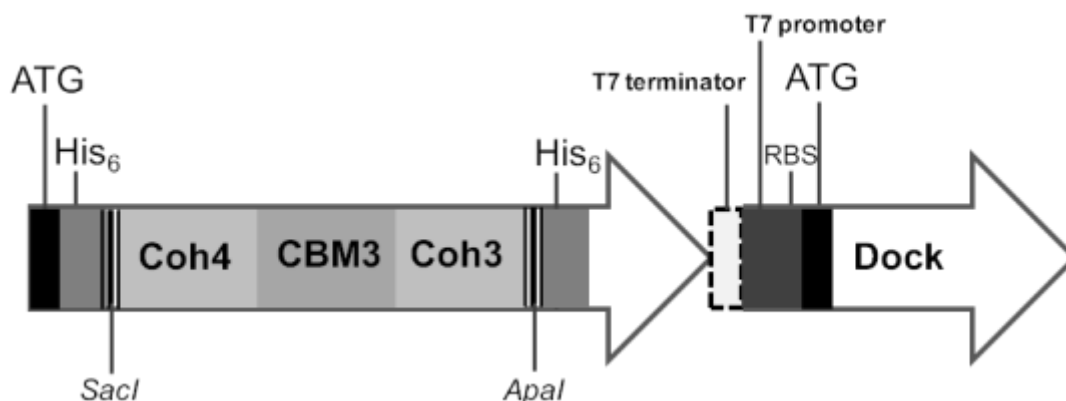 T7 promoter
ATG
T7 terminator
ATG
His6
His6
RBS
Coh4
CBM3
Coh3
Dock
SacI
ApaI